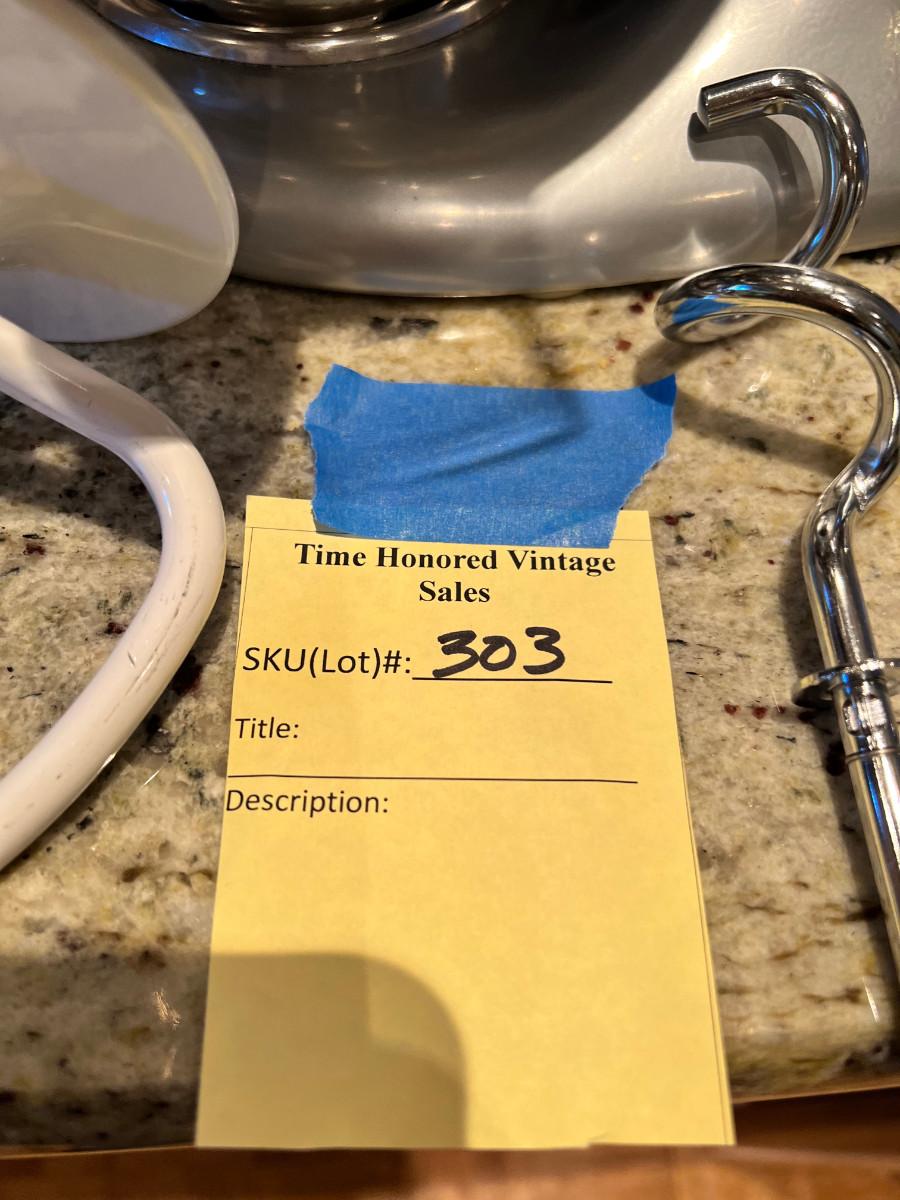 Time Honored Vintage
Sales
SKU(Lot)#: 303
Title:
Description: